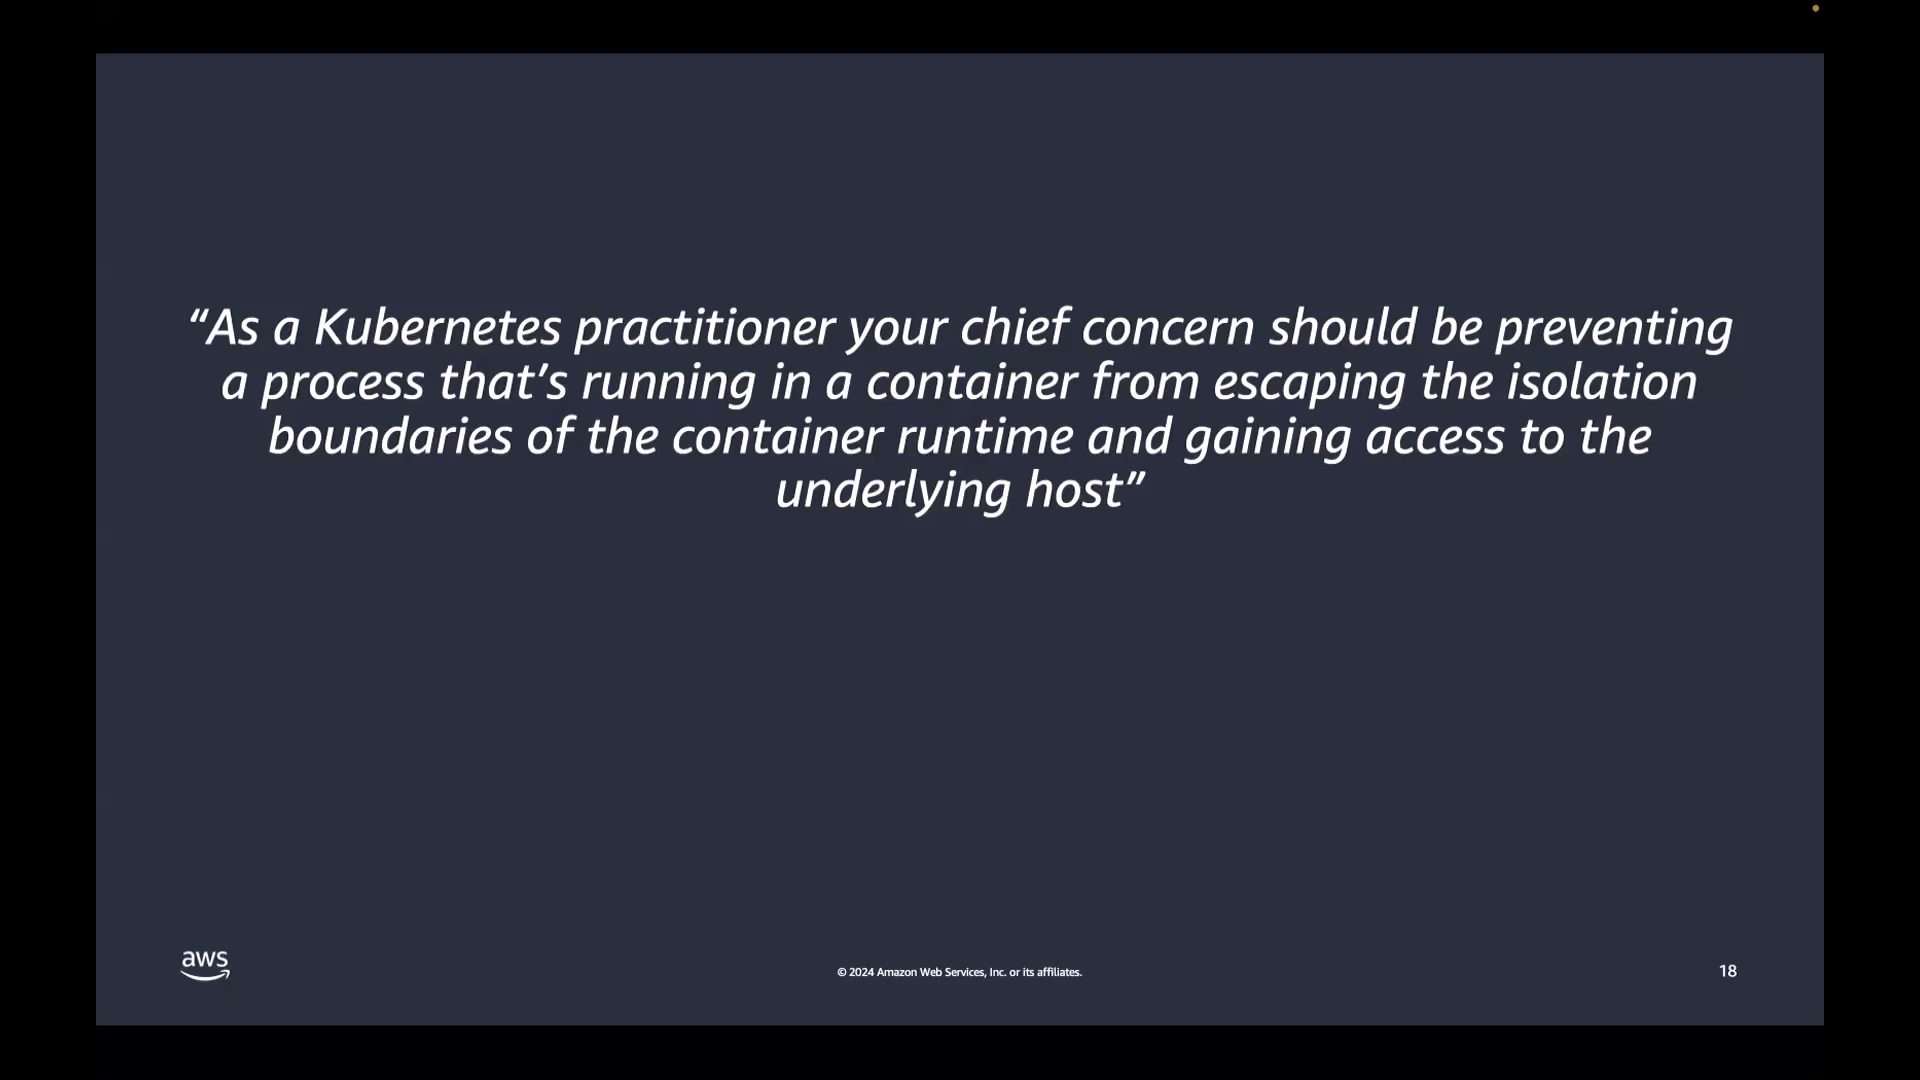 “As a Kubernetes practitioner your chief concern should be preventing
a process that’s running in a container from escaping the isolation
boundaries of the container runtime and gaining access to the
underlying host”
aws
© 2024 Amazon Web Services, Inc. or its affiliates.
18